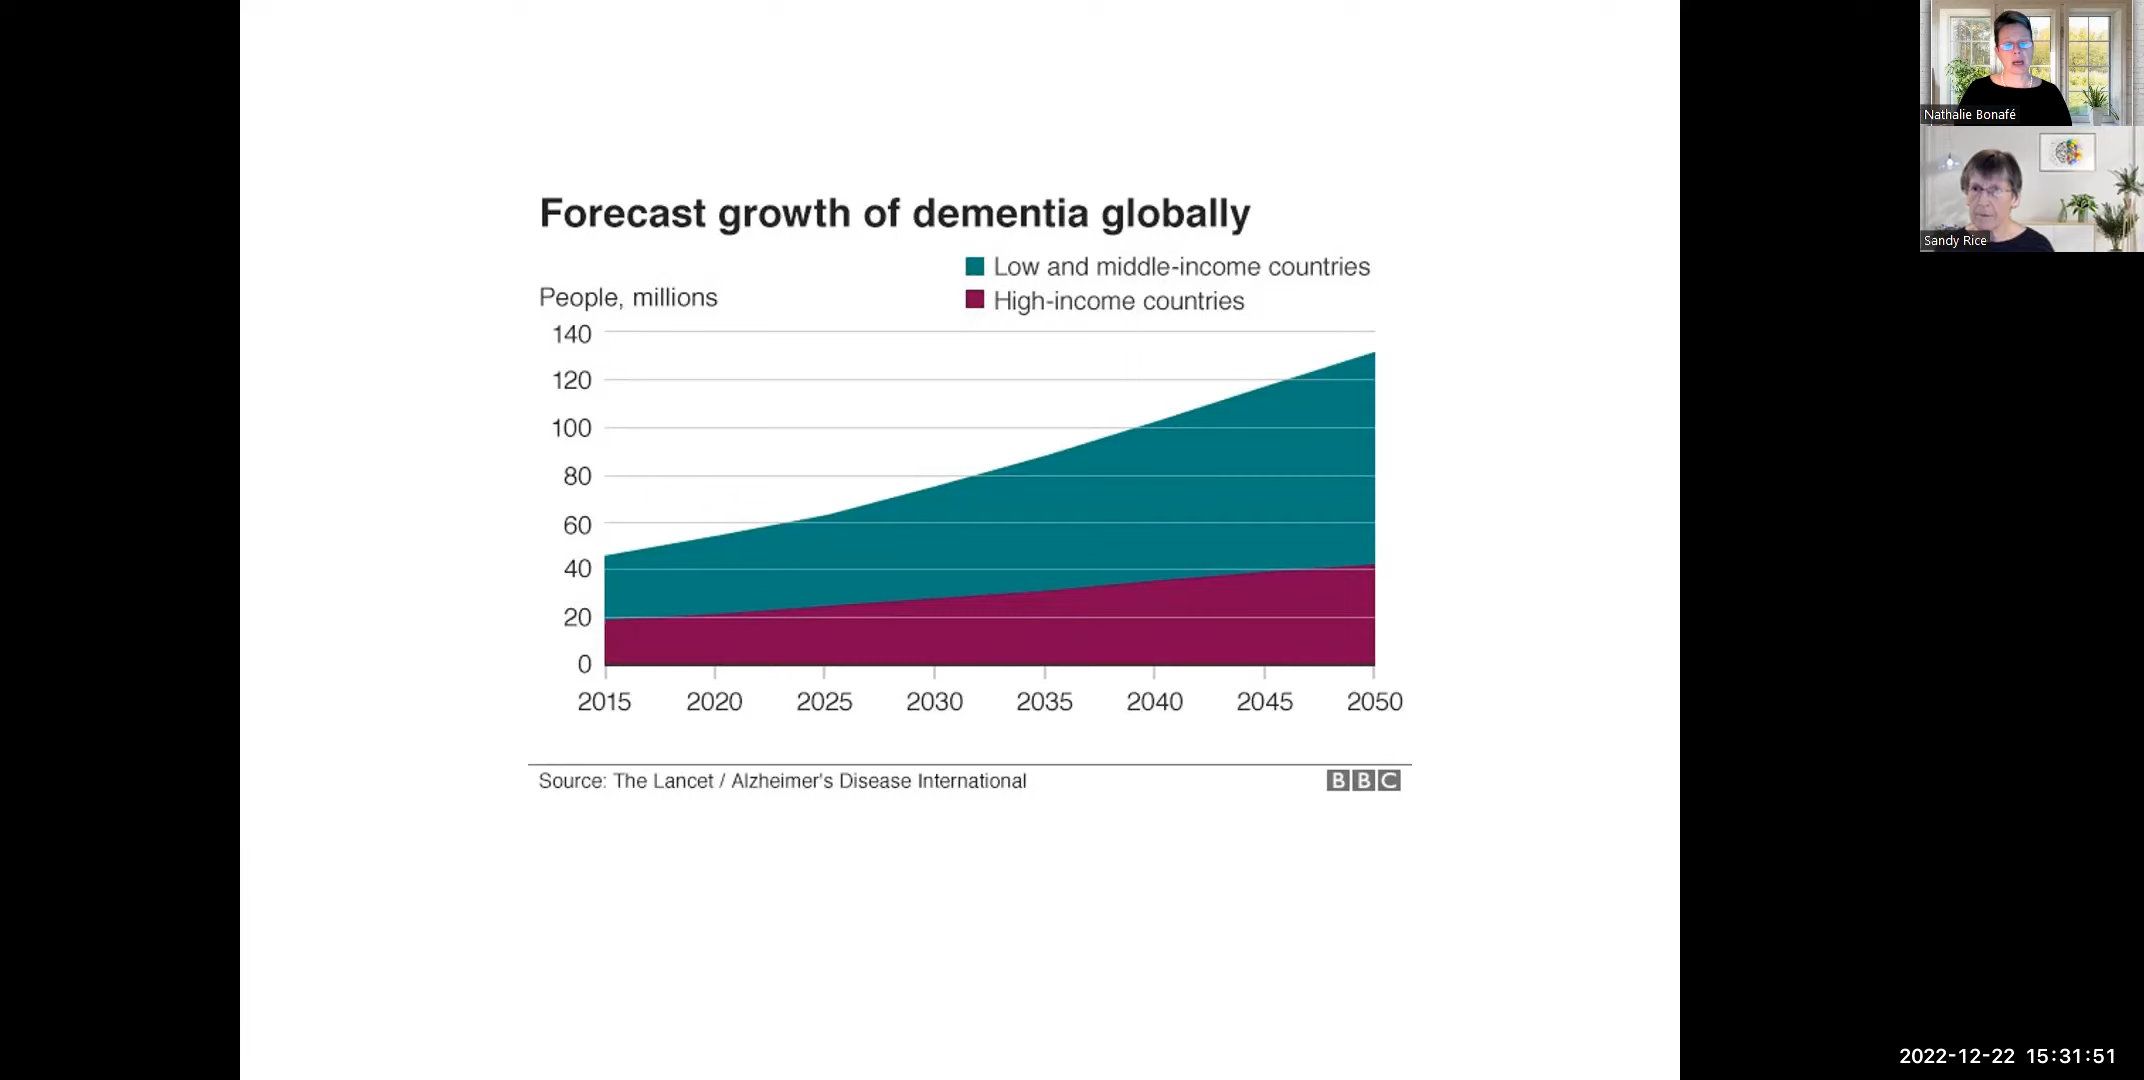 Forecast growth of dementia globally
Low and middle-income countries
People, millions
High-income countries
140
120
100
80
60
40
20
0
2015 2020 2025 2030 2035 2040 2045 2050
Source: The Lancet / Alzheimer's Disease International
BBC
Nathalie Bonafé
Sandy Rice
2022-12-22 15:31:51